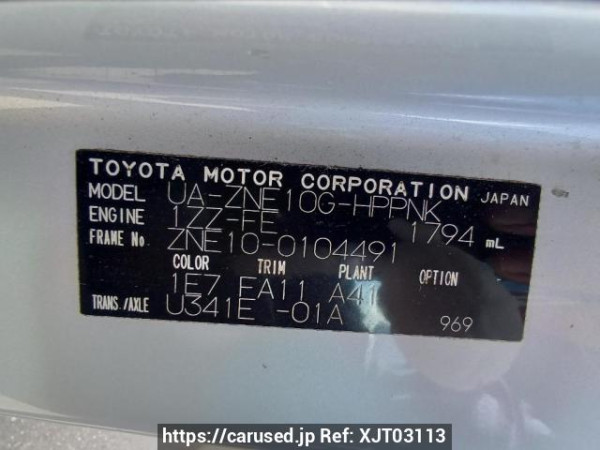 TOYOTA MOTOR CORPORATION JAPAN
MODEL UA-ZNE10G-HPPNK
ENGINE 1ZZ-FE 1794 mL
FRAME NO. ZNE10-0104491
COLOR TRIM PLANT OPTION
1E7 FA11 A41
TRANS./AXLE U341E -01A 969
https://carused.jp Ref: XJT03113